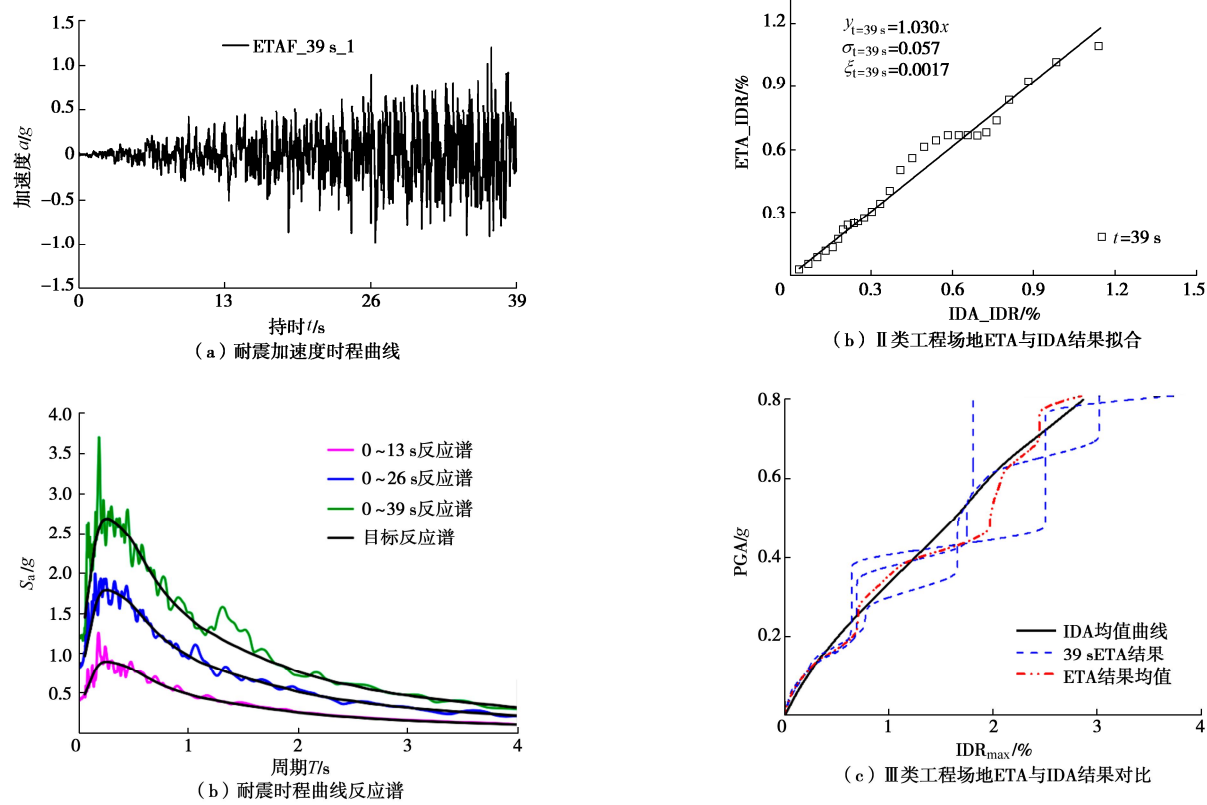 1.5
1.0
0.5
0
−0.5
−1.0
−1.5
加速度a/g
ETAF_39 s_1
0
13
26
39
持时t/s
（a）耐震加速度时程曲线
1.2
0.9
0.6
0.3
0
ETA_IDR/%
y t=39 s=1.030x
σ t=39 s=0.057
ξ t=39 s=0.0017
t=39 s
0.3
0.6
0.9
1.2
1.5
IDA_IDR/%
（b）Ⅱ类工程场地ETA与IDA结果拟合
4.0
3.5
3.0
2.5
2.0
1.5
1.0
0.5
Sa/g
0~13 s反应谱
0~26 s反应谱
0~39 s反应谱
目标反应谱
0
1
2
3
4
周期T/s
（b）耐震时程曲线反应谱
0.8
0.6
0.4
0.2
PGA/g
IDA均值曲线
39 sETA结果
ETA结果均值
0
1
2
3
4
IDRmax/%
（c）Ⅲ类工程场地ETA与IDA结果对比